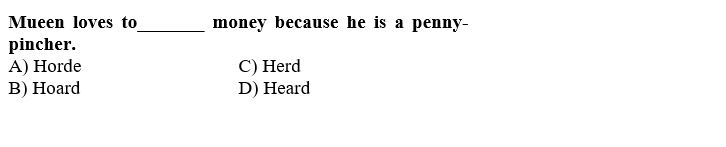 Mueen loves to_______ money because he is a penny-
pincher.
A) Horde C) Herd
B) Hoard D) Heard